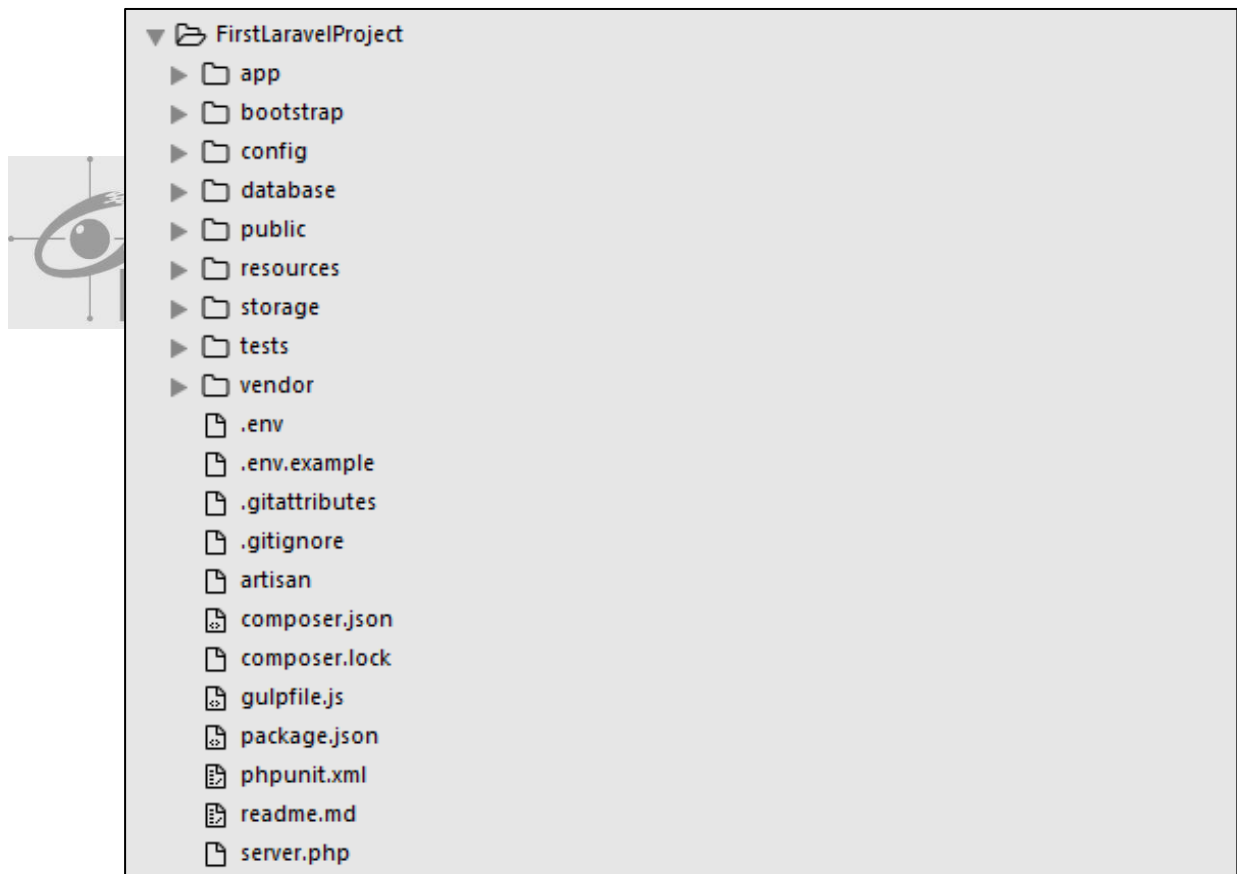 FirstLaravelProject
app
bootstrap
config
database
public
resources
storage
tests
vendor
.env
.env.example
.gitattributes
.gitignore
artisan
composer.json
composer.lock
gulpfile.js
package.json
phpunit.xml
readme.md
server.php